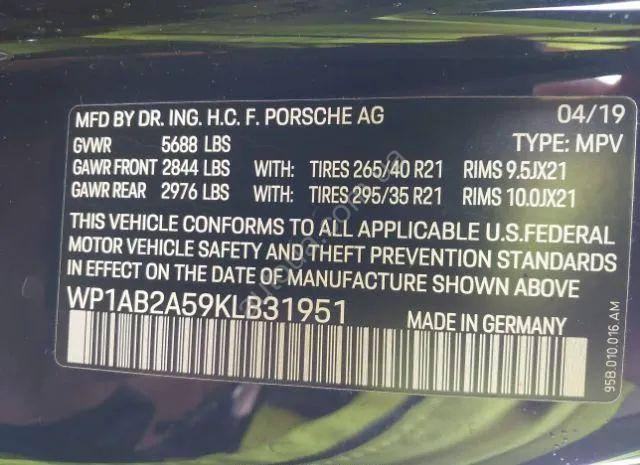 MFD BY DR. ING. H.C. F. PORSCHE AG 04/19
GVWR 5688 LBS TYPE: MPV
GAWR FRONT 2844 LBS WITH: TIRES 265/40 R21 RIMS 9.5JX21
GAWR REAR 2976 LBS WITH: TIRES 295/35 R21 RIMS 10.0JX21
THIS VEHICLE CONFORMS TO ALL APPLICABLE U.S.FEDERAL
MOTOR VEHICLE SAFETY AND THEFT PREVENTION STANDARDS
IN EFFECT ON THE DATE OF MANUFACTURE SHOWN ABOVE
WP1AB2A59KLB31951 MADE IN GERMANY
95B.010.016.AM